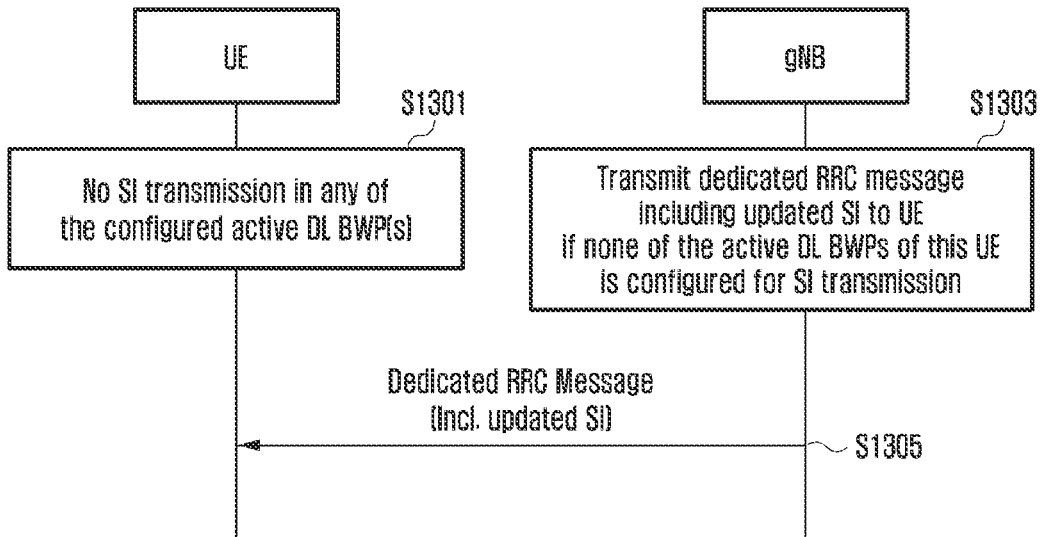 UE
gNB
S1301
S1303
No SI transmission in any of
the configured active DL BWP(s)
Transmit dedicated RRC message
including updated SI to UE
if none of the active DL BWPs of this UE
is configured for SI transmission
Dedicated RRC Message
(Incl. updated SI)
S1305